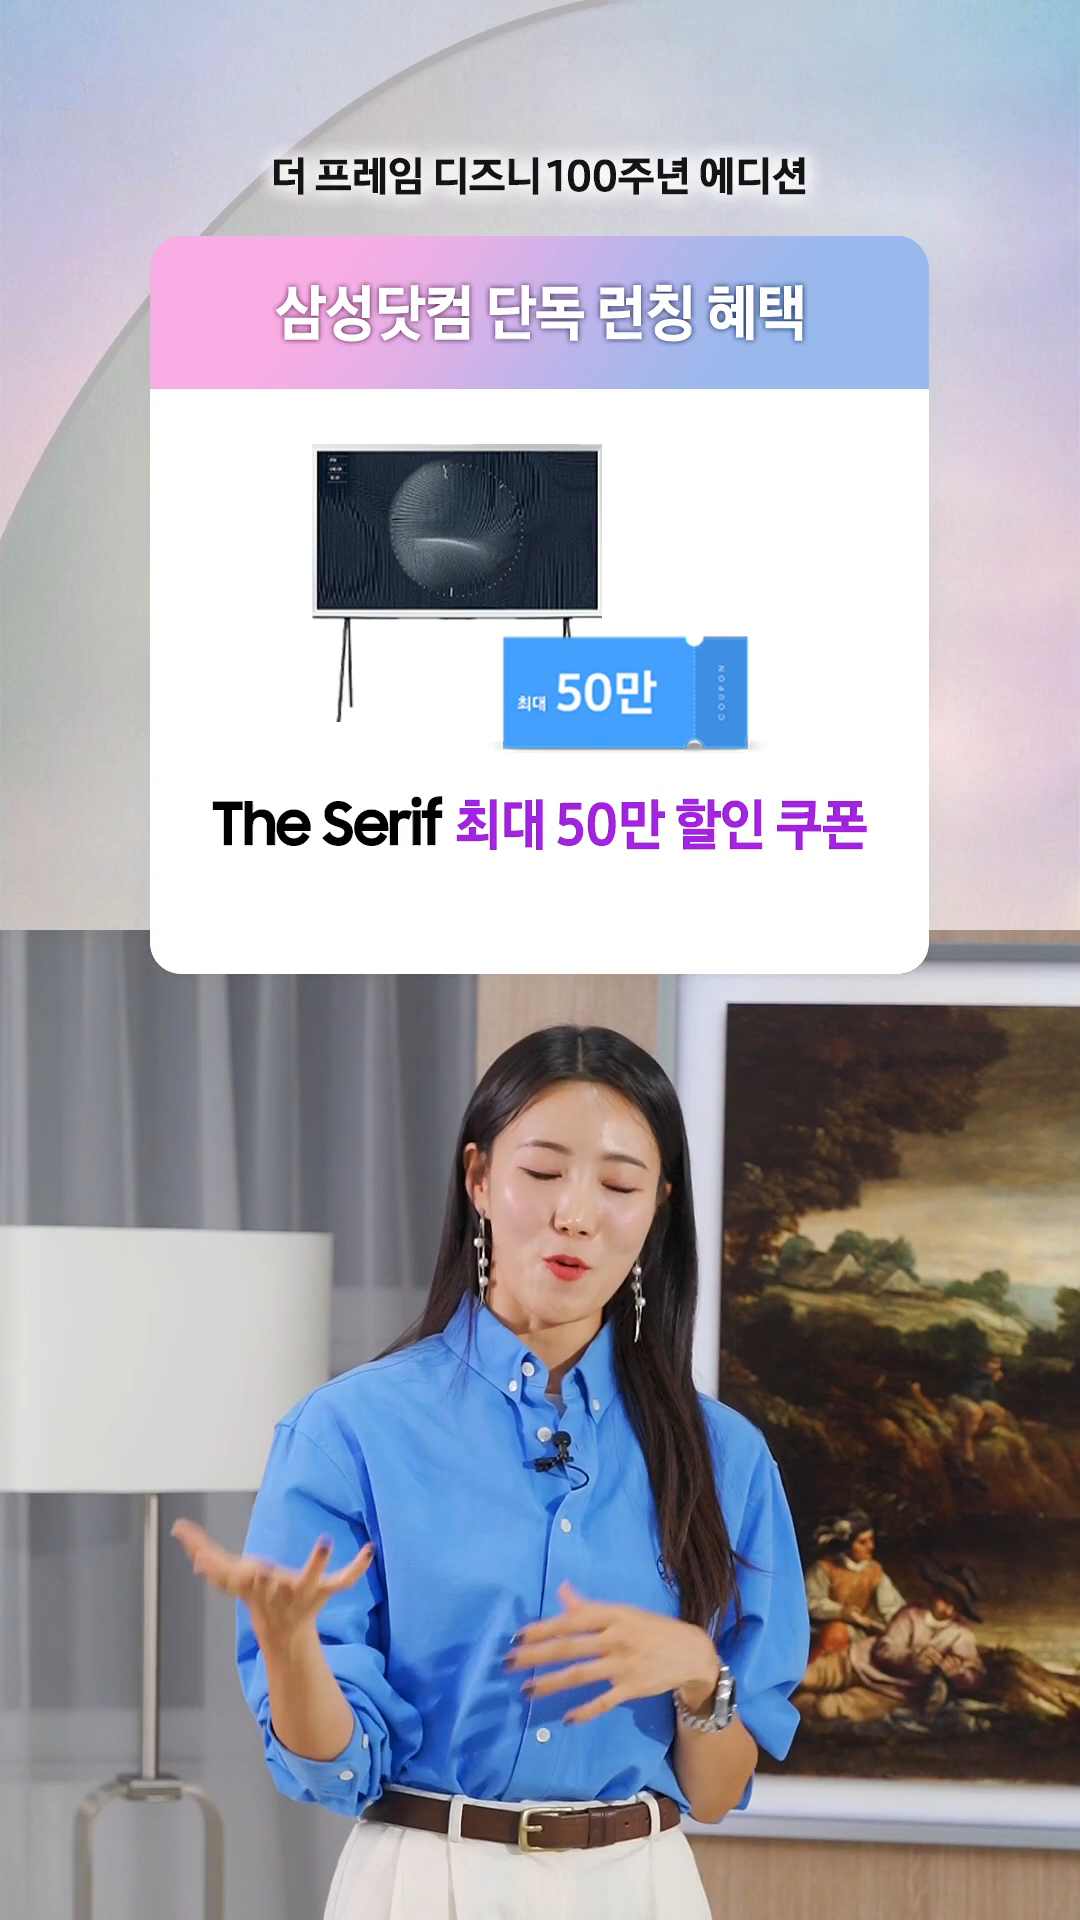 더 프레임 디즈니100주년 에디션
삼성닷컴 단독 런칭 혜택
최대 50만
COUPON
The Serif 최대 50만 할인 쿠폰